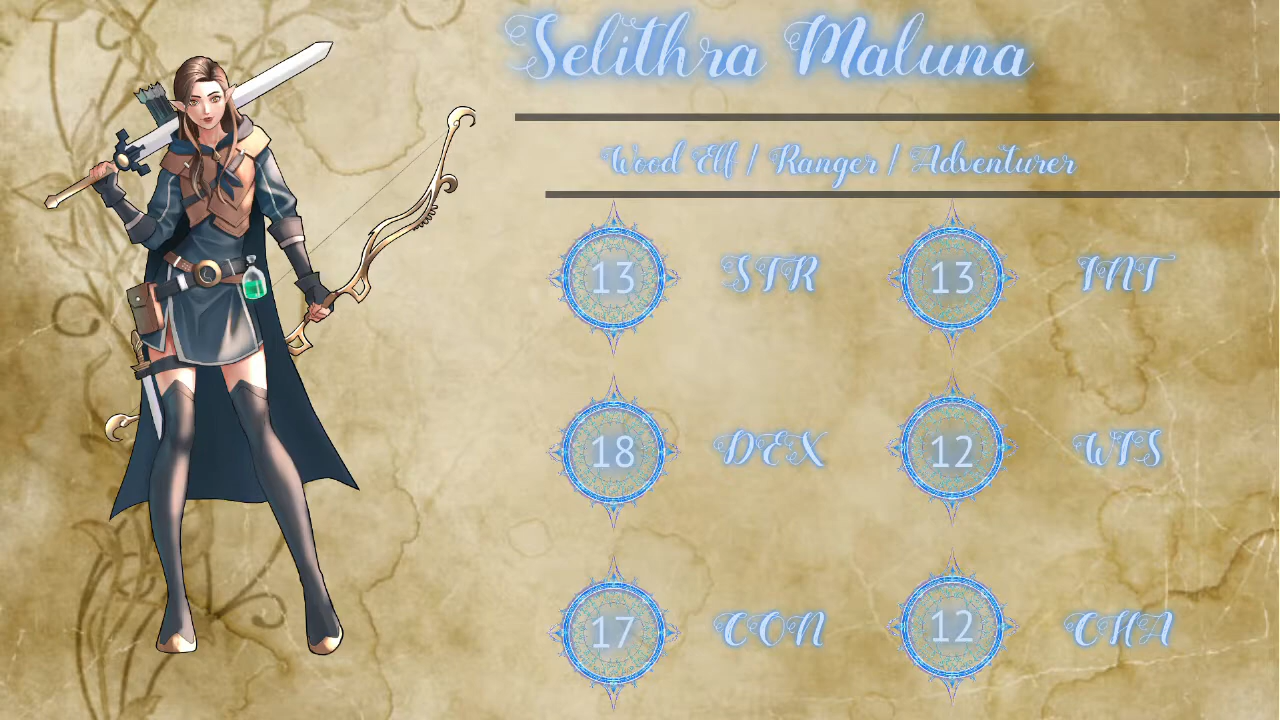 Selithra Maluna
Wood Elf / Ranger / Adventurer
13 STR 13 INT
18 DEX 12 WIS
17 CON 12 CHA